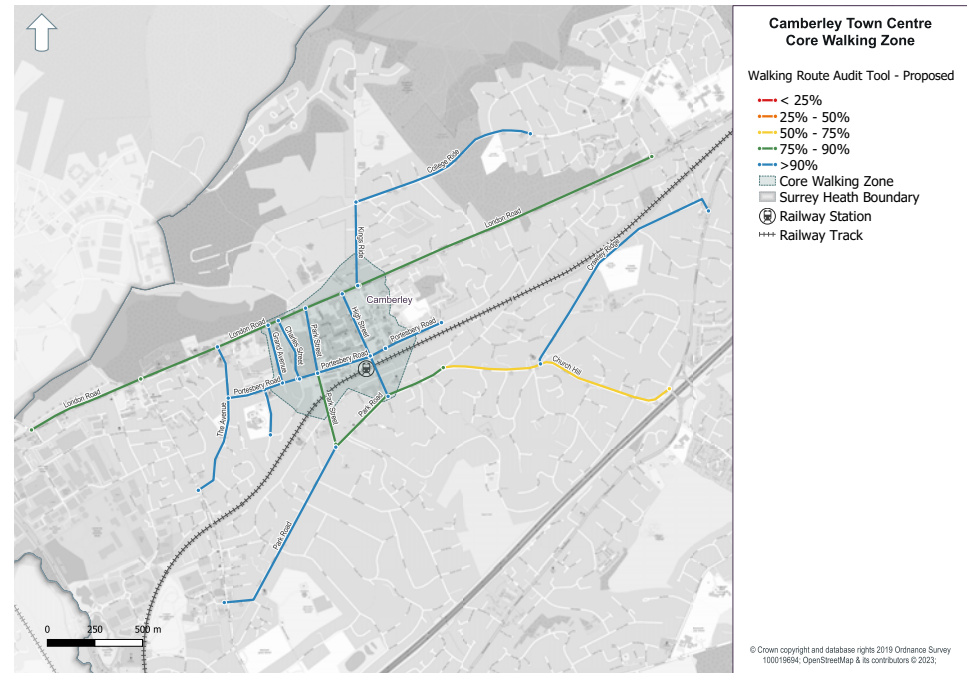 Camberley Town Centre
Core Walking Zone
Walking Route Audit Tool - Proposed
< 25%
25% - 50%
50% - 75%
75% - 90%
>90%
Core Walking Zone
Surrey Heath Boundary
Railway Station
Railway Track
College Ride
London Road
Kings Ride
Crawley Ridge
Camberley
High Street
London Road
Park Street
Charles Street
Grand Avenue
Portesbery Road
Portesbery Road
Church Hill
Portesbery Road
London Road
The Avenue
Park Street
Park Road
Park Road
0 250 500 m
© Crown copyright and database rights 2019 Ordnance Survey
100019694; OpenStreetMap & its contributors © 2023;